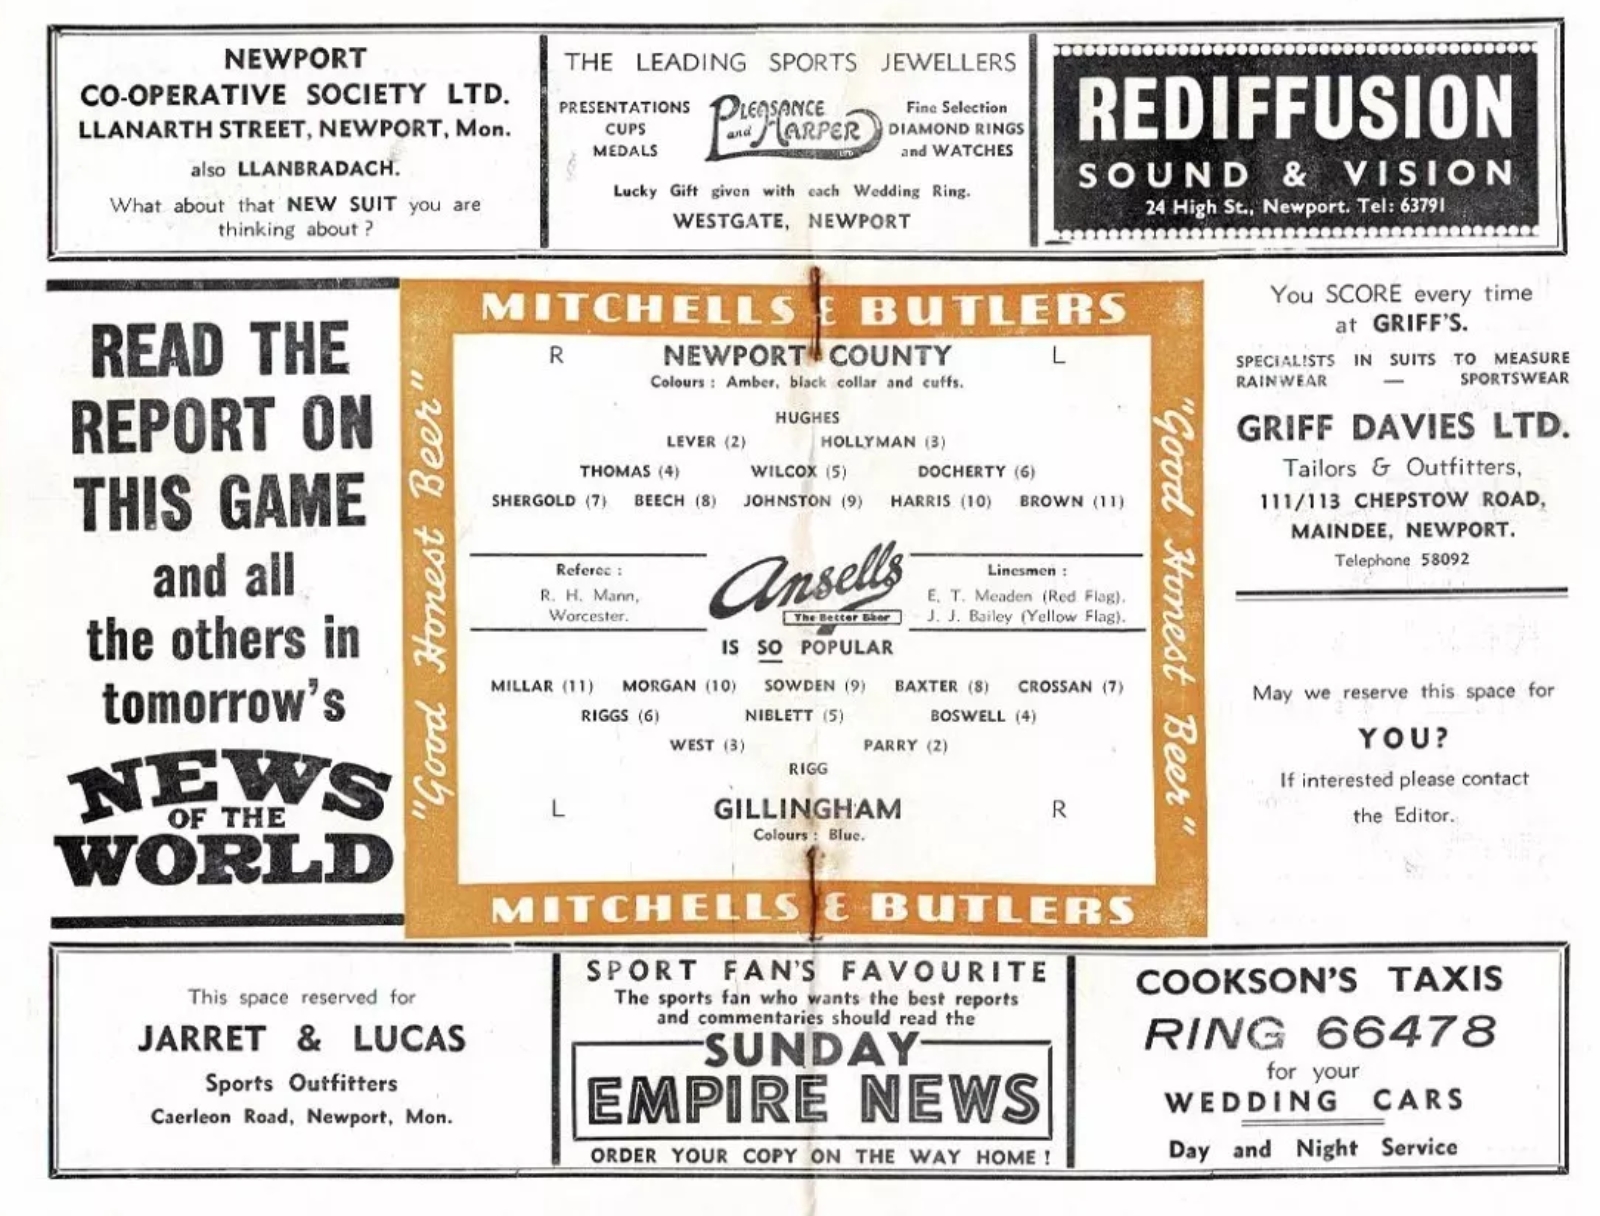 NEWPORT
CO-OPERATIVE SOCIETY LTD.
LLANARTH STREET, NEWPORT, Mon.
also LLANBRADACH.
What about that NEW SUIT you are
thinking about ?
THE LEADING SPORTS JEWELLERS
PRESENTATIONS
CUPS
MEDALS
PLEASANCE
and HARPER
LTD
Fine Selection
DIAMOND RINGS
and WATCHES
Lucky Gift given with each Wedding Ring.
WESTGATE, NEWPORT
REDIFFUSION
SOUND & VISION
24 High St., Newport. Tel: 63791
READ THE
REPORT ON
THIS GAME
and all
the others in
tomorrow's
NEWS
OF THE
WORLD
MITCHELLS & BUTLERS
"Good Honest Beer"
R NEWPORT COUNTY L
Colours : Amber, black collar and cuffs.
HUGHES
LEVER (2) HOLLYMAN (3)
THOMAS (4) WILCOX (5) DOCHERTY (6)
SHERGOLD (7) BEECH (8) JOHNSTON (9) HARRIS (10) BROWN (11)
Referee :
R. H. Mann,
Worcester.
Ansells
The Better Beer
Linesmen :
E. T. Meaden (Red Flag).
J. J. Bailey (Yellow Flag).
IS SO POPULAR
MILLAR (11) MORGAN (10) SOWDEN (9) BAXTER (8) CROSSAN (7)
RIGGS (6) NIBLETT (5) BOSWELL (4)
WEST (3) PARRY (2)
RIGG
L GILLINGHAM R
Colours : Blue.
"Good Honest Beer"
MITCHELLS & BUTLERS
You SCORE every time
at GRIFF'S.
SPECIALISTS IN SUITS TO MEASURE
RAINWEAR — SPORTSWEAR
GRIFF DAVIES LTD.
Tailors & Outfitters,
111/113 CHEPSTOW ROAD,
MAINDEE, NEWPORT.
Telephone 58092
May we reserve this space for
YOU?
If interested please contact
the Editor.
This space reserved for
JARRET & LUCAS
Sports Outfitters
Caerleon Road, Newport, Mon.
SPORT FAN'S FAVOURITE
The sports fan who wants the best reports
and commentaries should read the
SUNDAY
EMPIRE NEWS
ORDER YOUR COPY ON THE WAY HOME !
COOKSON'S TAXIS
RING 66478
for your
WEDDING CARS
Day and Night Service